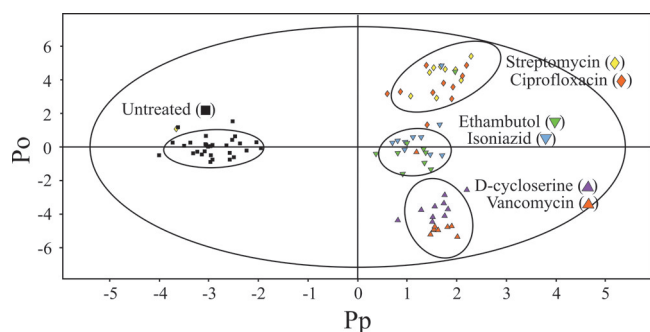 6
4
2
0
-2
-4
-6
Po
Untreated (■)
Streptomycin (◆)
Ciprofloxacin (◆)
Ethambutol (▼)
Isoniazid (▼)
D-cycloserine (▲)
Vancomycin (▲)
-5 -4 -3 -2 -1 0 1 2 3 4 5
Pp